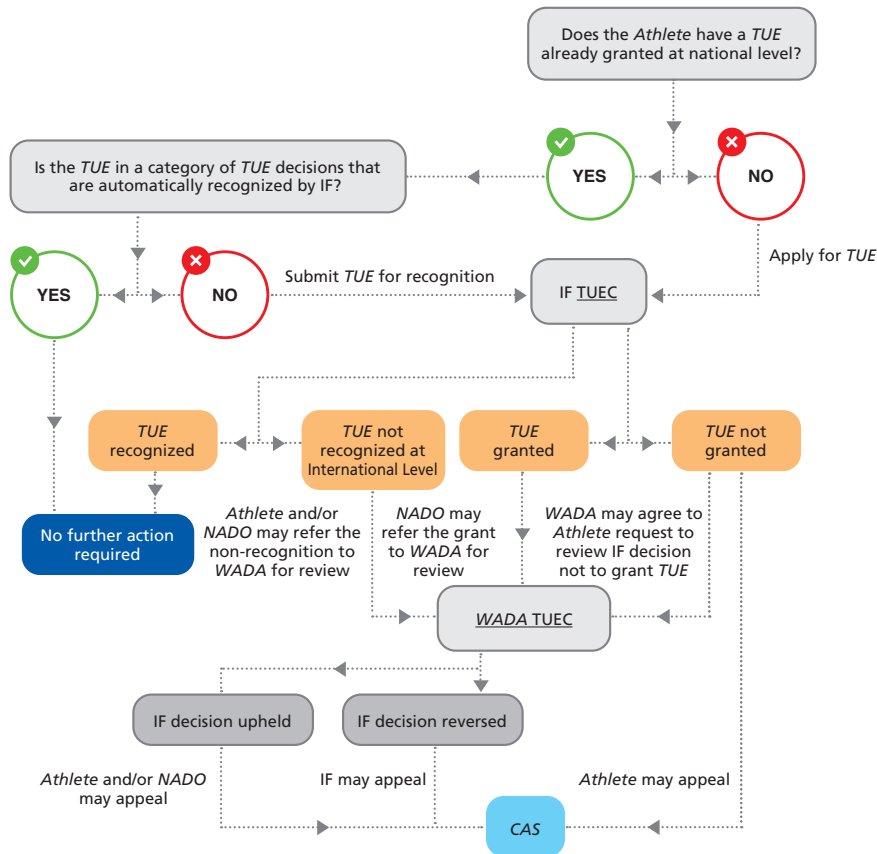 Does the Athlete have a TUE
already granted at national level?
YES
NO
Is the TUE in a category of TUE decisions that
are automatically recognized by IF?
YES
NO
Submit TUE for recognition
IF TUEC
Apply for TUE
TUE
recognized
TUE not
recognized at
International Level
TUE
granted
TUE not
granted
No further action
required
Athlete and/or
NADO may refer the
non-recognition to
WADA for review
NADO may
refer the grant
to WADA for
review
WADA may agree to
Athlete request to
review IF decision
not to grant TUE
WADA TUEC
IF decision upheld
IF decision reversed
Athlete and/or NADO
may appeal
IF may appeal
Athlete may appeal
CAS